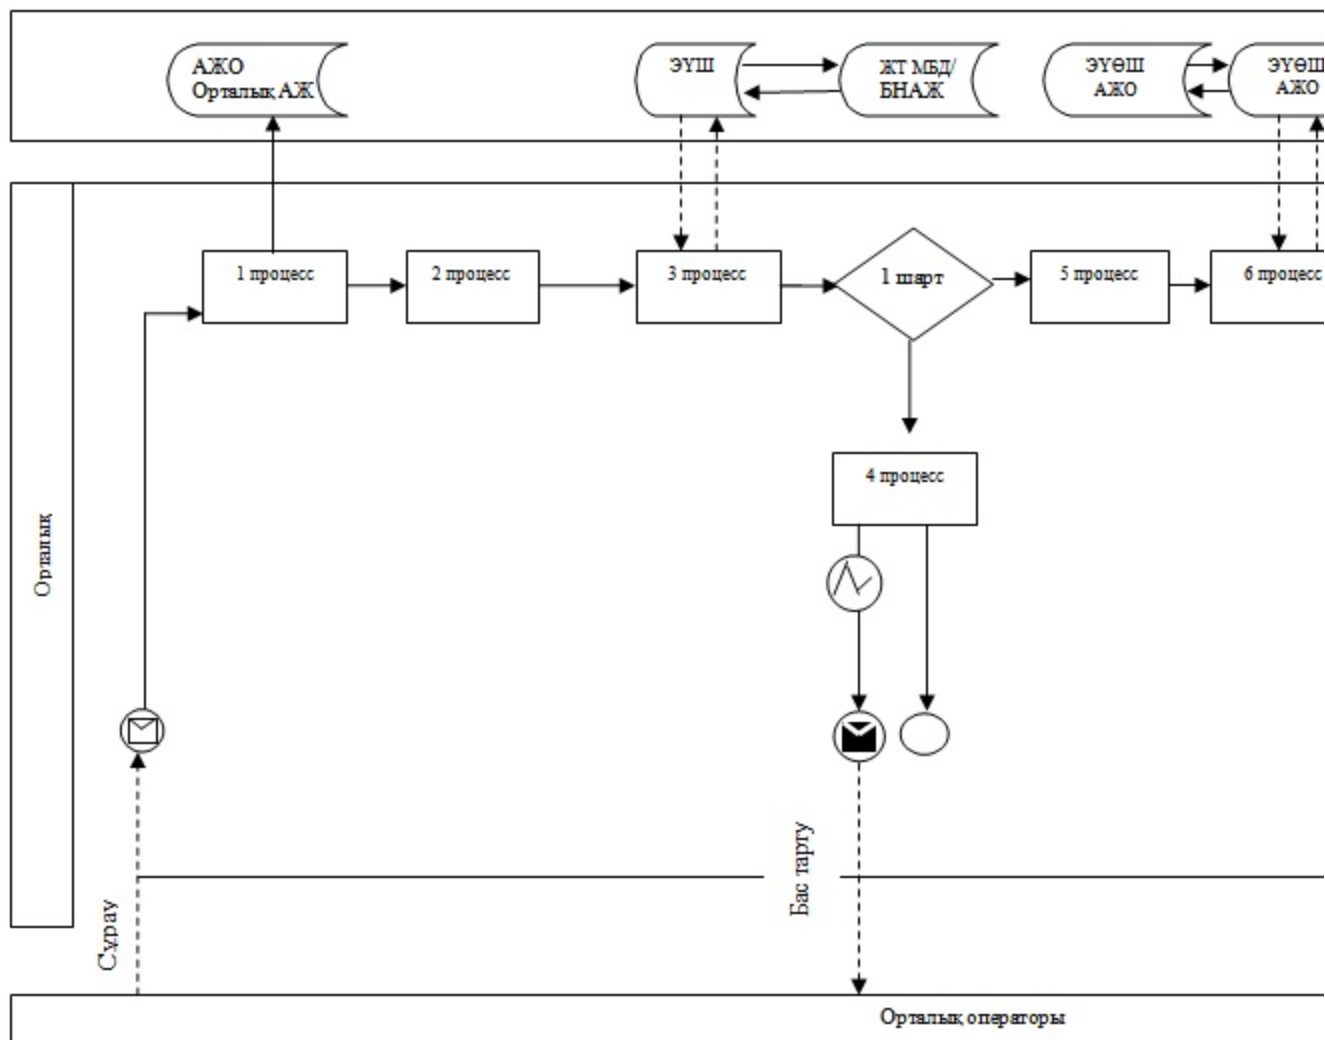 АЖО
Орталық АЖ
ЭҮШ
ЖТ МБД/
БНАЖ
ЭҮӨШ
АЖО
ЭҮӨШ
АЖО
1 процесс
2 процесс
3 процесс
1 шарт
5 процесс
6 процесс
4 процесс
Орталық
Сұрау
Бас тарту
Орталық операторы